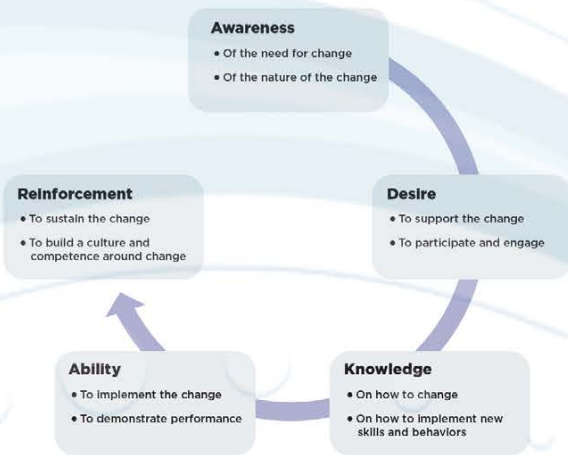 Awareness
• Of the need for change
• Of the nature of the change
Desire
• To support the change
• To participate and engage
Knowledge
• On how to change
• On how to implement new
skills and behaviors
Ability
• To implement the change
• To demonstrate performance
Reinforcement
• To sustain the change
• To build a culture and
competence around change